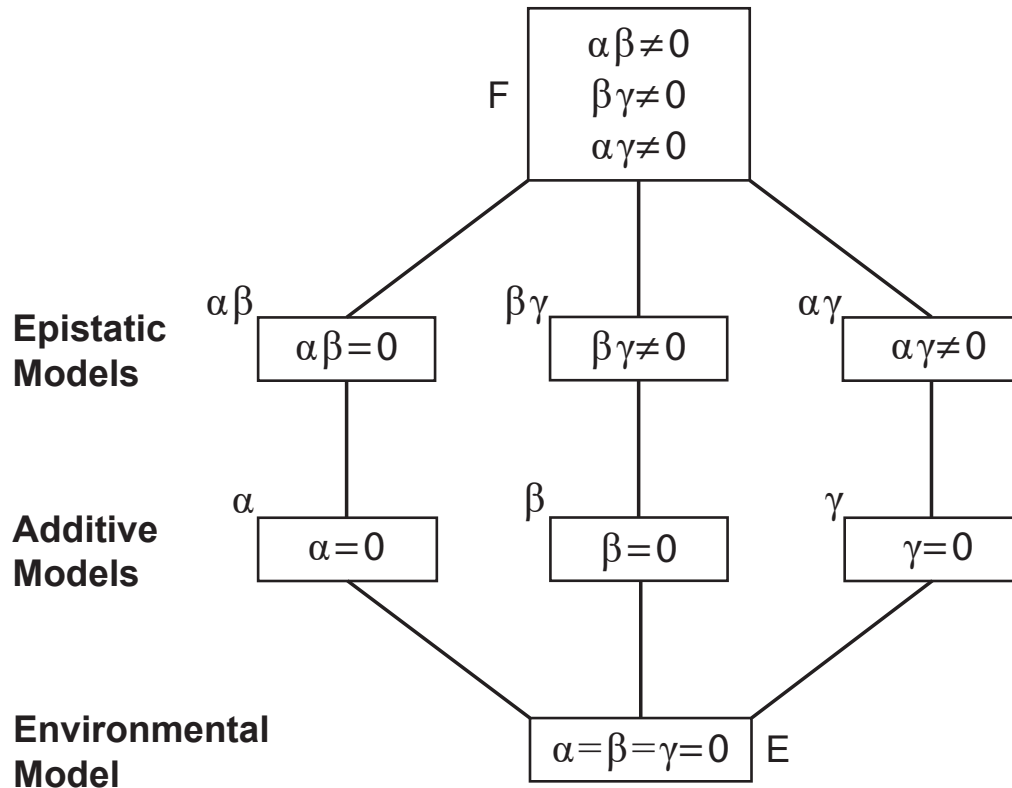 αβ≠0
F
βγ≠0
αγ≠0
αβ
βγ
αγ
Epistatic
Models
αβ=0
βγ≠0
αγ≠0
α
β
γ
Additive
Models
α=0
β=0
γ=0
Environmental
Model
α=β=γ=0
E